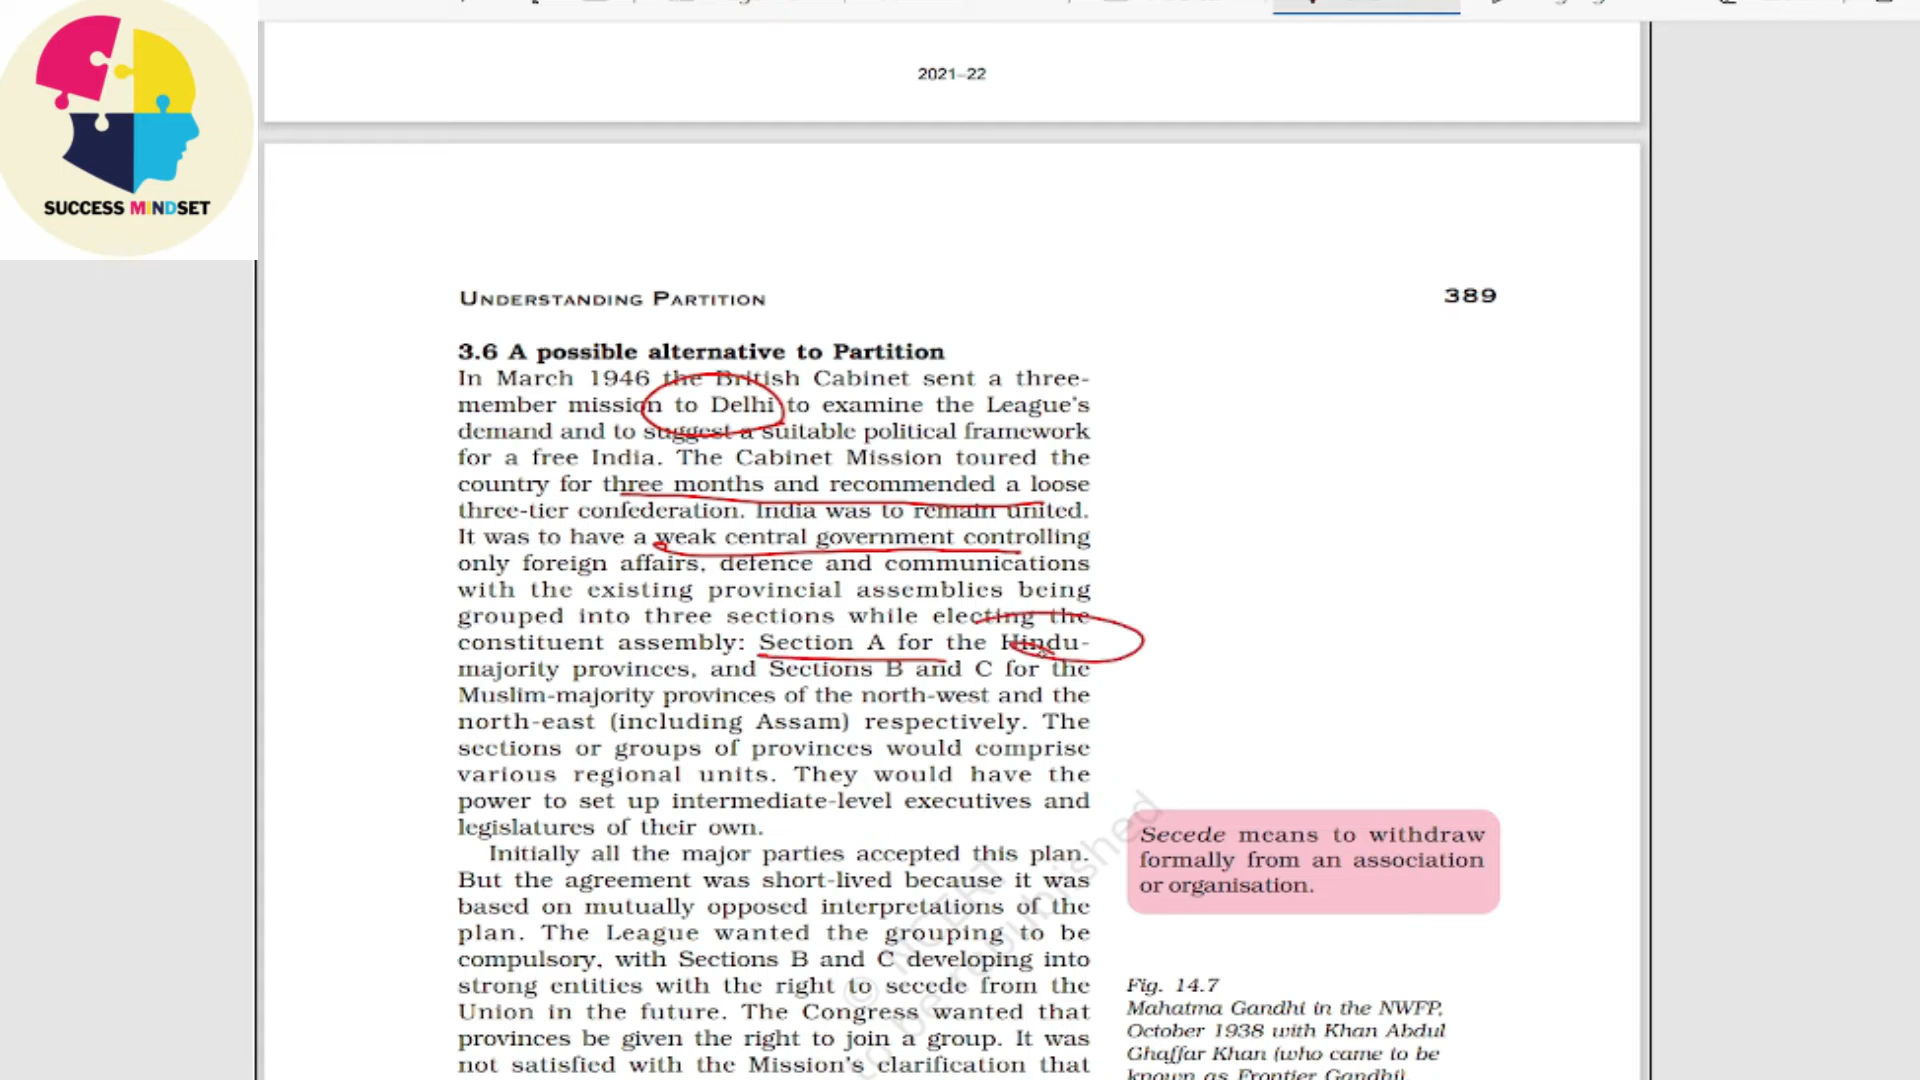 2021–22
SUCCESS MINDSET
UNDERSTANDING PARTITION
389
3.6 A possible alternative to Partition
In March 1946 the British Cabinet sent a three-
member mission to Delhi to examine the League's
demand and to suggest a suitable political framework
for a free India. The Cabinet Mission toured the
country for three months and recommended a loose
three-tier confederation. India was to remain united.
It was to have a weak central government controlling
only foreign affairs, defence and communications
with the existing provincial assemblies being
grouped into three sections while electing the
constituent assembly: Section A for the Hindu-
majority provinces, and Sections B and C for the
Muslim-majority provinces of the north-west and the
north-east (including Assam) respectively. The
sections or groups of provinces would comprise
various regional units. They would have the
power to set up intermediate-level executives and
legislatures of their own.
Initially all the major parties accepted this plan.
But the agreement was short-lived because it was
based on mutually opposed interpretations of the
plan. The League wanted the grouping to be
compulsory, with Sections B and C developing into
strong entities with the right to secede from the
Union in the future. The Congress wanted that
provinces be given the right to join a group. It was
not satisfied with the Mission's clarification that
Secede means to withdraw
formally from an association
or organisation.
Fig. 14.7
Mahatma Gandhi in the NWFP,
October 1938 with Khan Abdul
Ghaffar Khan (who came to be
known as Frontier Gandhi)
© NCERT
to be republished